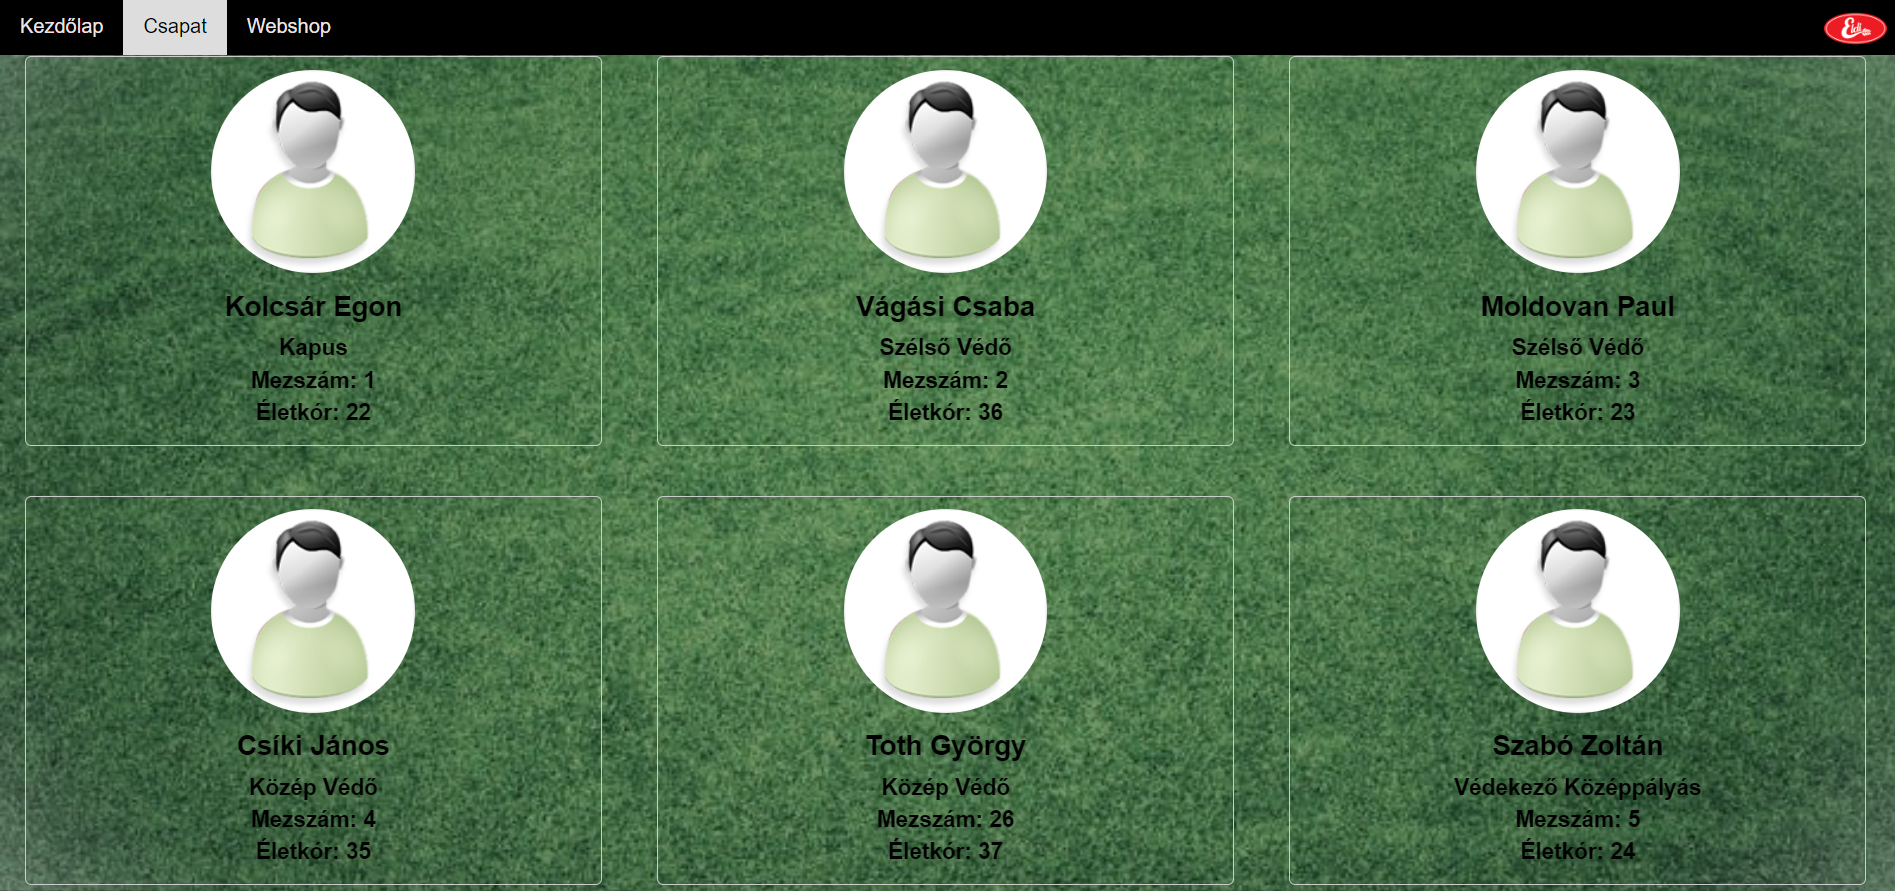 Kezdőlap Csapat Webshop Eldi
Kolcsár Egon
Kapus
Mezszám: 1
Életkór: 22
Vágási Csaba
Szélső Védő
Mezszám: 2
Életkór: 36
Moldovan Paul
Szélső Védő
Mezszám: 3
Életkór: 23
Csíki János
Közép Védő
Mezszám: 4
Életkór: 35
Toth György
Közép Védő
Mezszám: 26
Életkór: 37
Szabó Zoltán
Védekező Középpályás
Mezszám: 5
Életkór: 24